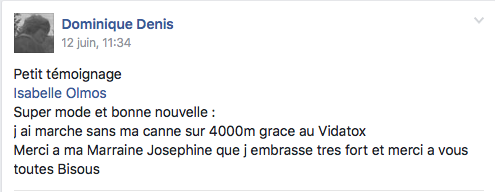 Dominique Denis
12 juin, 11:34
Petit témoignage
Isabelle Olmos
Super mode et bonne nouvelle :
j ai marche sans ma canne sur 4000m grace au Vidatox
Merci a ma Marraine Josephine que j embrasse tres fort et merci a vous
toutes Bisous